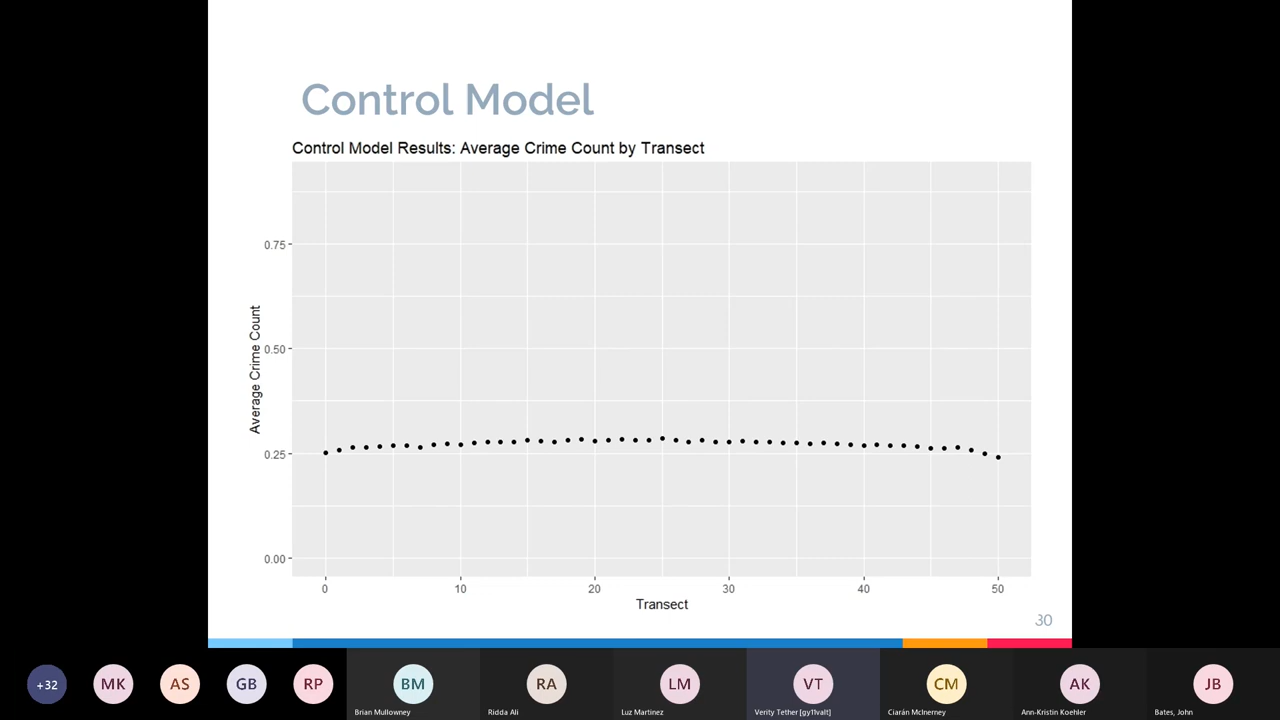 Control Model
Control Model Results: Average Crime Count by Transect
Average Crime Count
0.75
0.50
0.25
0.00
0 10 20 30 40 50
Transect
30
+32 MK AS GB RP BM RA LM VT CM AK JB
Brian Mullowney Ridda Ali Luz Martinez Verity Tether [gy11valt] Ciarán McInerney Ann-Kristin Koehler Bates, John